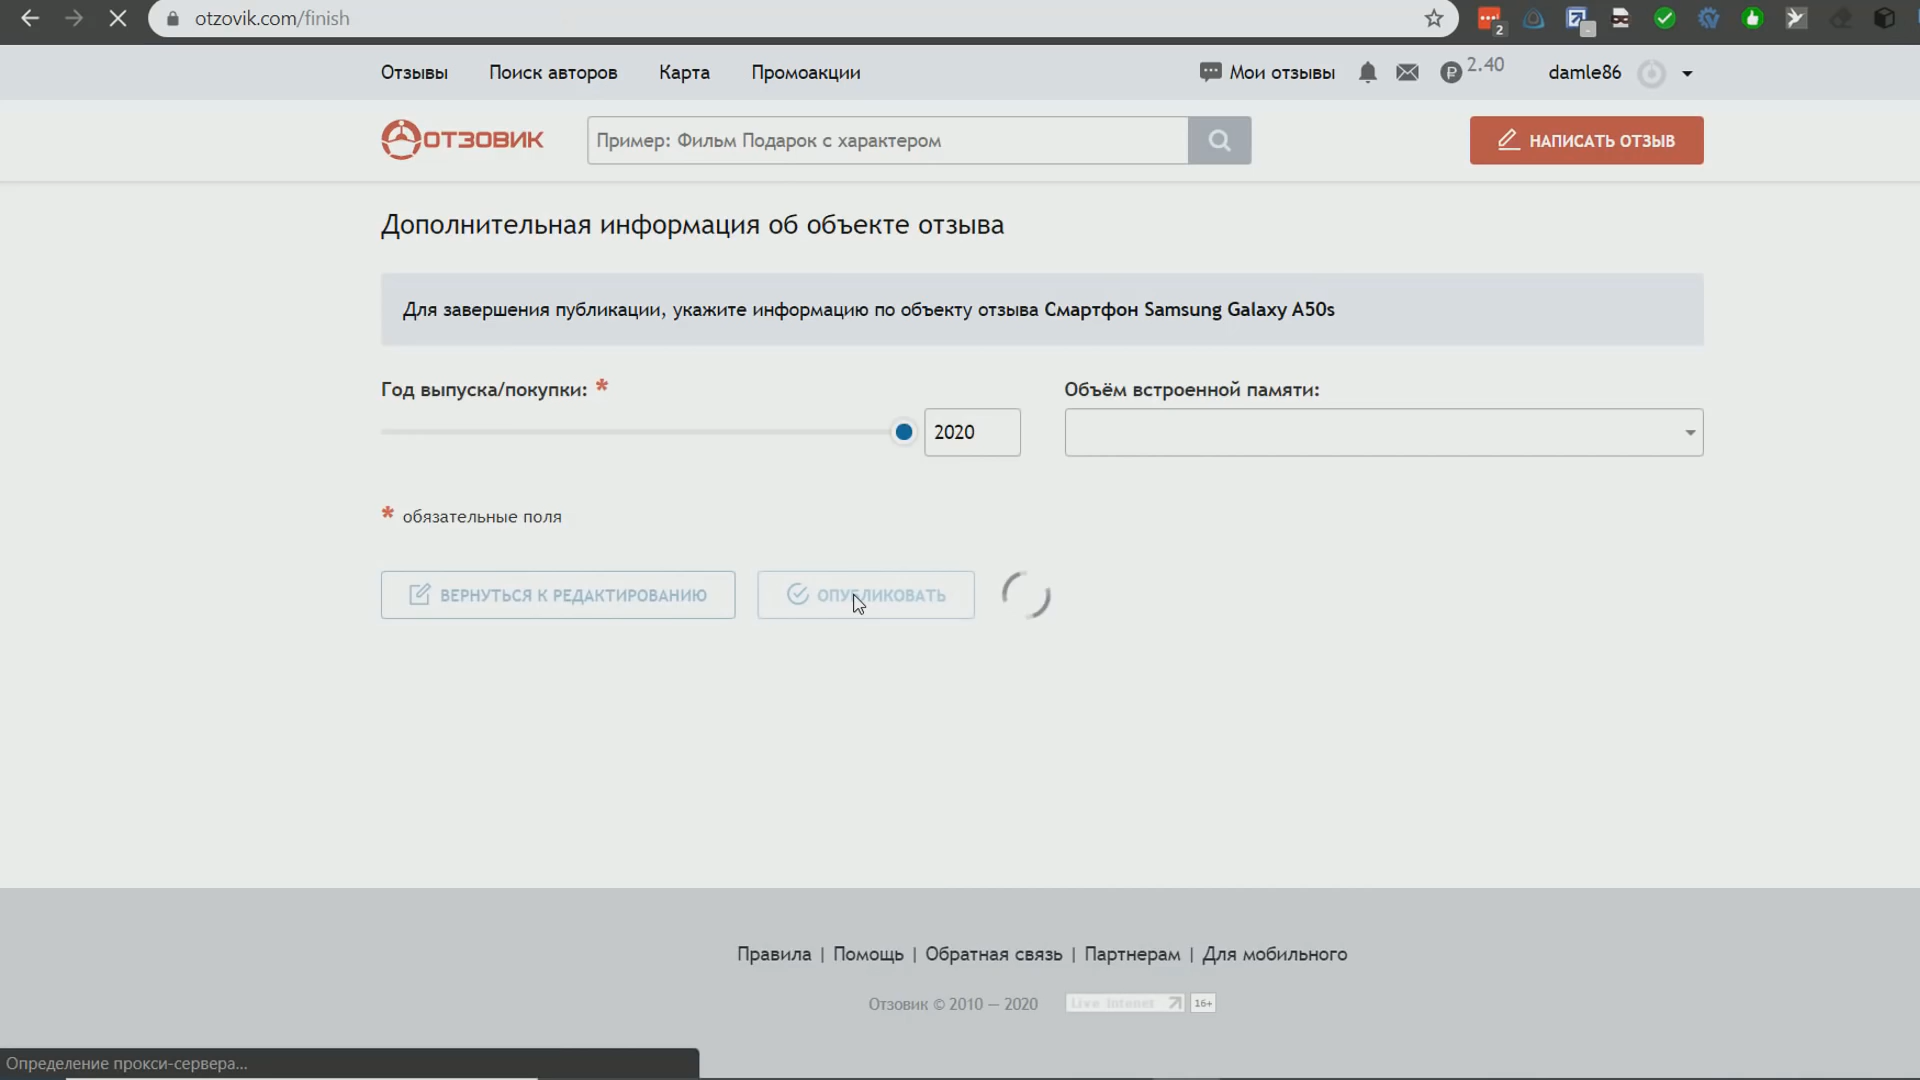 otzovik.com/finish
2
Отзывы Поиск авторов Карта Промоакции Мои отзывы 2.40 damle86
ОТЗОВИК Пример: Фильм Подарок с характером НАПИСАТЬ ОТЗЫВ
Дополнительная информация об объекте отзыва
Для завершения публикации, укажите информацию по объекту отзыва Смартфон Samsung Galaxy A50s
Год выпуска/покупки: * Объём встроенной памяти:
2020
* обязательные поля
ВЕРНУТЬСЯ К РЕДАКТИРОВАНИЮ ОПУБЛИКОВАТЬ
Правила | Помощь | Обратная связь | Партнерам | Для мобильного
Отзовик © 2010 — 2020 Live Intenet 16+
Определение прокси-сервера...